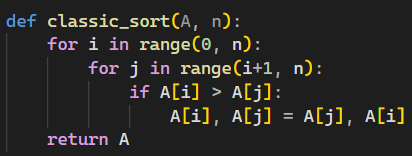 def classic_sort(A, n):
    for i in range(0, n):
        for j in range(i+1, n):
            if A[i] > A[j]:
                A[i], A[j] = A[j], A[i]
    return A